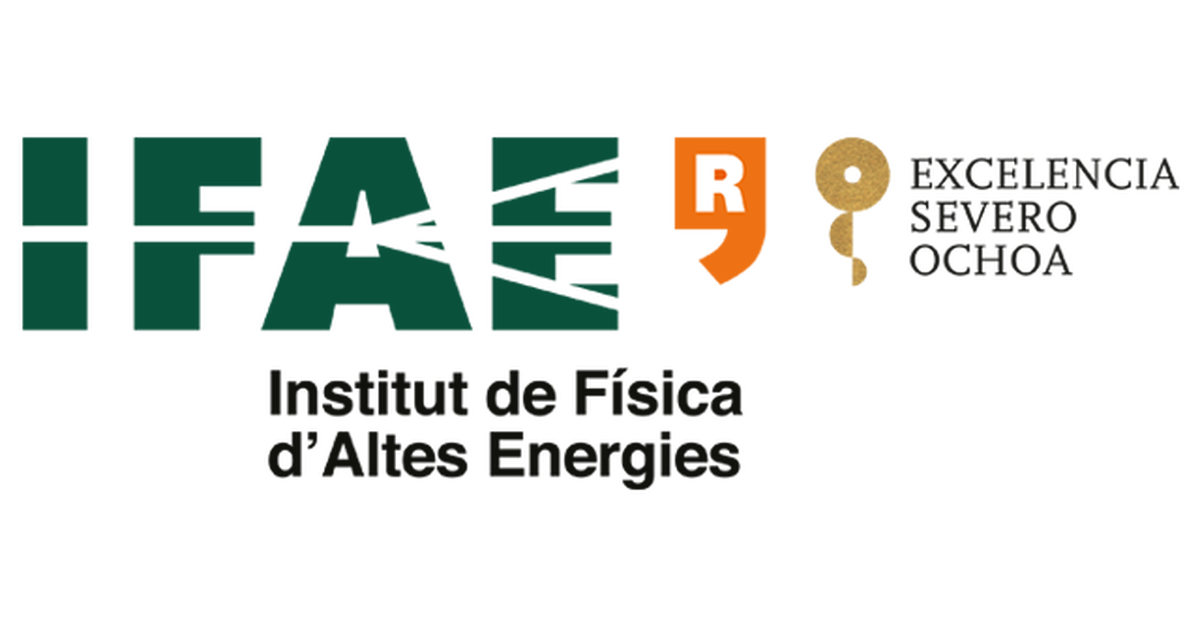 IFAE
R
EXCELENCIA
SEVERO
OCHOA
Institut de Física
d’Altes Energies